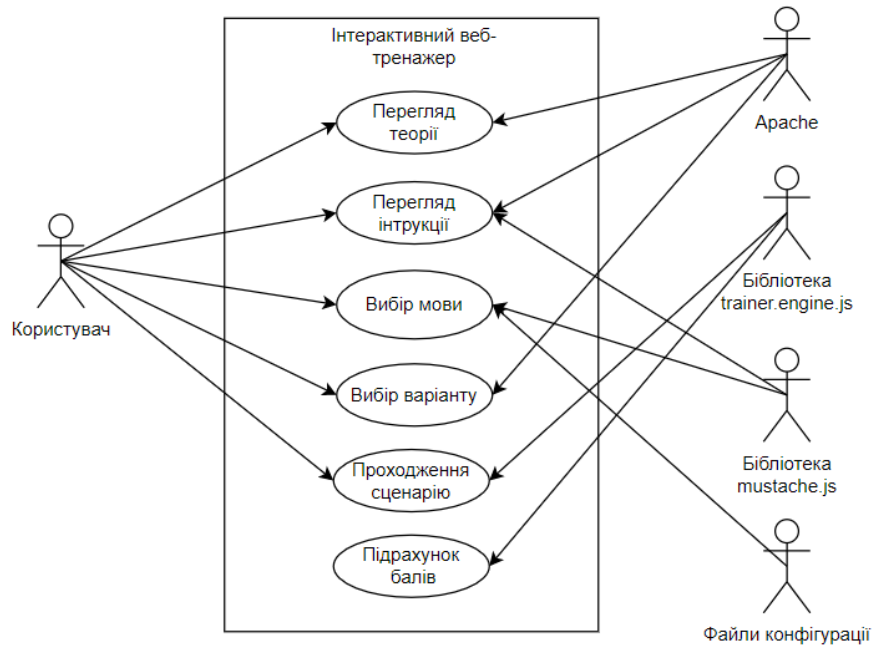 Інтерактивний веб-
тренажер
Перегляд
теорії
Перегляд
інтрукції
Вибір мови
Вибір варіанту
Проходження
сценарію
Підрахунок
балів
Користувач
Apache
Бібліотека
trainer.engine.js
Бібліотека
mustache.js
Файли конфігурації